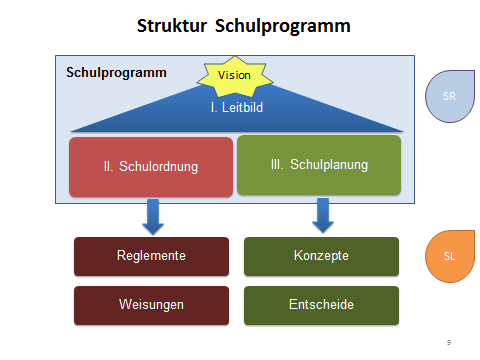 Struktur Schulprogramm
Schulprogramm
Vision
I. Leitbild
SR
II. Schulordnung
III. Schulplanung
Reglemente
Konzepte
SL
Weisungen
Entscheide
9